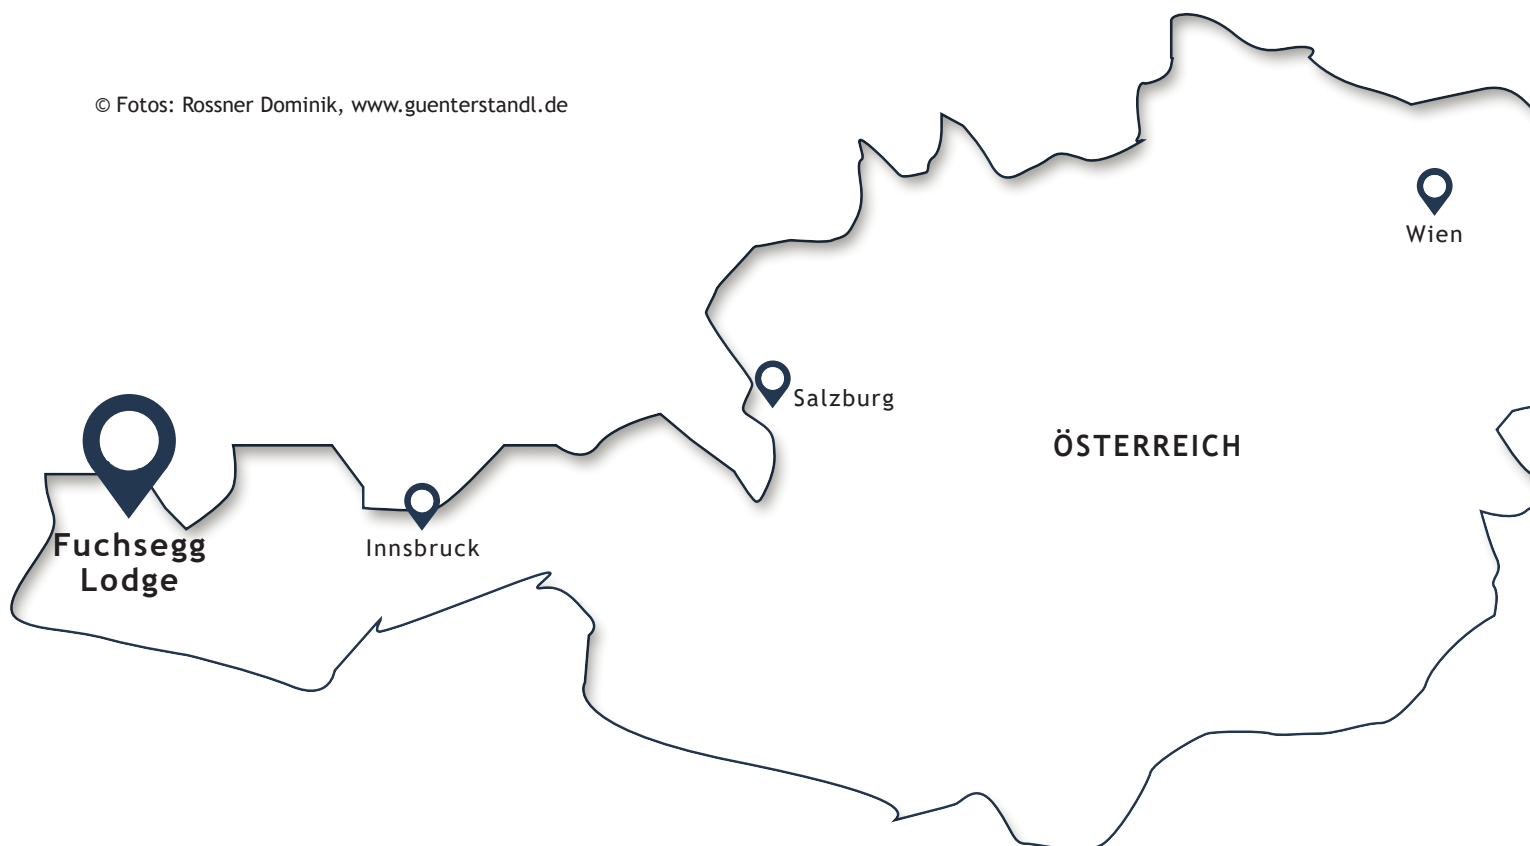 © Fotos: Rossner Dominik, www.guenterstandl.de
Wien
Salzburg
ÖSTERREICH
Fuchsegg
Lodge
Innsbruck